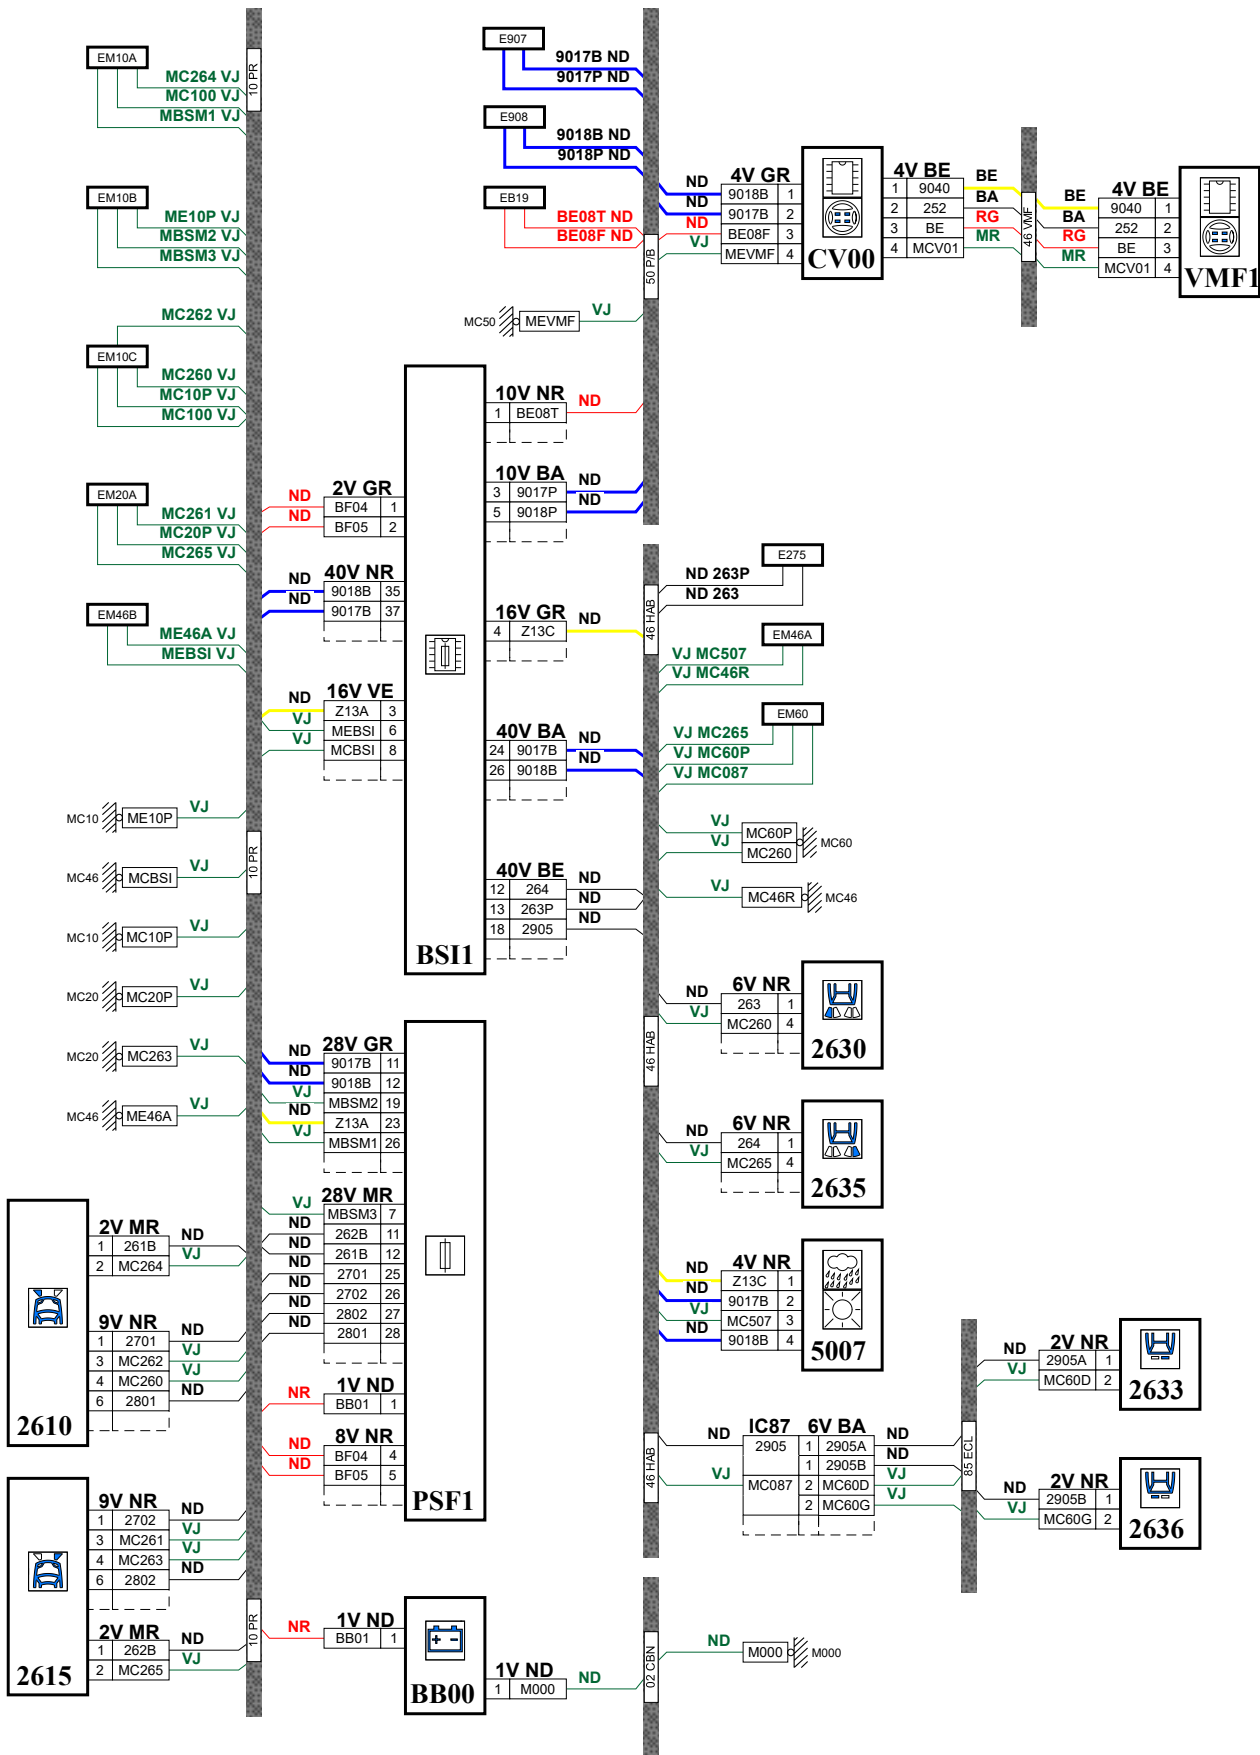 EM10A
MC264 VJ
MC100 VJ
MBSM1 VJ
10 PR
EM10B
ME10P VJ
MBSM2 VJ
MBSM3 VJ
MC262 VJ
EM10C
MC260 VJ
MC10P VJ
MC100 VJ
EM20A
MC261 VJ
MC20P VJ
MC265 VJ
EM46B
ME46A VJ
MEBSI VJ
MC10 ME10P VJ
10 PR
MC46 MCBSI VJ
MC10 MC10P VJ
MC20 MC20P VJ
MC20 MC263 VJ
MC46 ME46A VJ
2V MR
1 261B ND
2 MC264 VJ
9V NR
1 2701 ND
3 MC262 VJ
4 MC260 VJ
6 2801 ND
2610
9V NR
1 2702 ND
3 MC261 VJ
4 MC263 VJ
6 2802 ND
2V MR
1 262B ND
2 MC265 VJ
2615
10 PR
E907
9017B ND
9017P ND
E908
9018B ND
9018P ND
EB19
BE08T ND
BE08F ND
50 P/B
MC50 MEVMF VJ
4V GR
ND 9018B 1
ND 9017B 2
ND BE08F 3
VJ MEVMF 4
CV00
4V BE
1 9040 BE
2 252 BA
3 BE RG
4 MCV01 MR
46 VMF
4V BE
BE 9040 1
BA 252 2
RG BE 3
MR MCV01 4
VMF1
10V NR
1 BE08T ND
10V BA
3 9017P ND
5 9018P ND
2V GR
ND BF04 1
ND BF05 2
40V NR
ND 9018B 35
ND 9017B 37
16V GR
4 Z13C ND
16V VE
ND Z13A 3
VJ MEBSI 6
VJ MCBSI 8
40V BA
24 9017B ND
26 9018B ND
40V BE
12 264 ND
13 263P ND
18 2905 ND
BSI1
46 HAB
E275
ND 263P
ND 263
EM46A
VJ MC507
VJ MC46R
EM60
VJ MC265
VJ MC60P
VJ MC087
VJ MC60P
VJ MC260
MC60
VJ MC46R MC46
6V NR
ND 263 1
VJ MC260 4
2630
46 HAB
6V NR
ND 264 1
VJ MC265 4
2635
4V NR
ND Z13C 1
ND 9017B 2
VJ MC507 3
ND 9018B 4
5007
28V GR
ND 9017B 11
ND 9018B 12
VJ MBSM2 19
ND Z13A 23
VJ MBSM1 26
28V MR
VJ MBSM3 7
ND 262B 11
ND 261B 12
ND 2701 25
ND 2702 26
ND 2802 27
ND 2801 28
1V ND
NR BB01 1
8V NR
ND BF04 4
ND BF05 5
PSF1
46 HAB
IC87 6V BA
ND 2905 1 2905A ND
1 2905B ND
VJ MC087 2 MC60D VJ
2 MC60G VJ
85 ECL
2V NR
ND 2905A 1
VJ MC60D 2
2633
2V NR
ND 2905B 1
VJ MC60G 2
2636
1V ND
NR BB01 1
+ -
BB00
1V ND
1 M000 ND
02 CBN
ND M000 M000